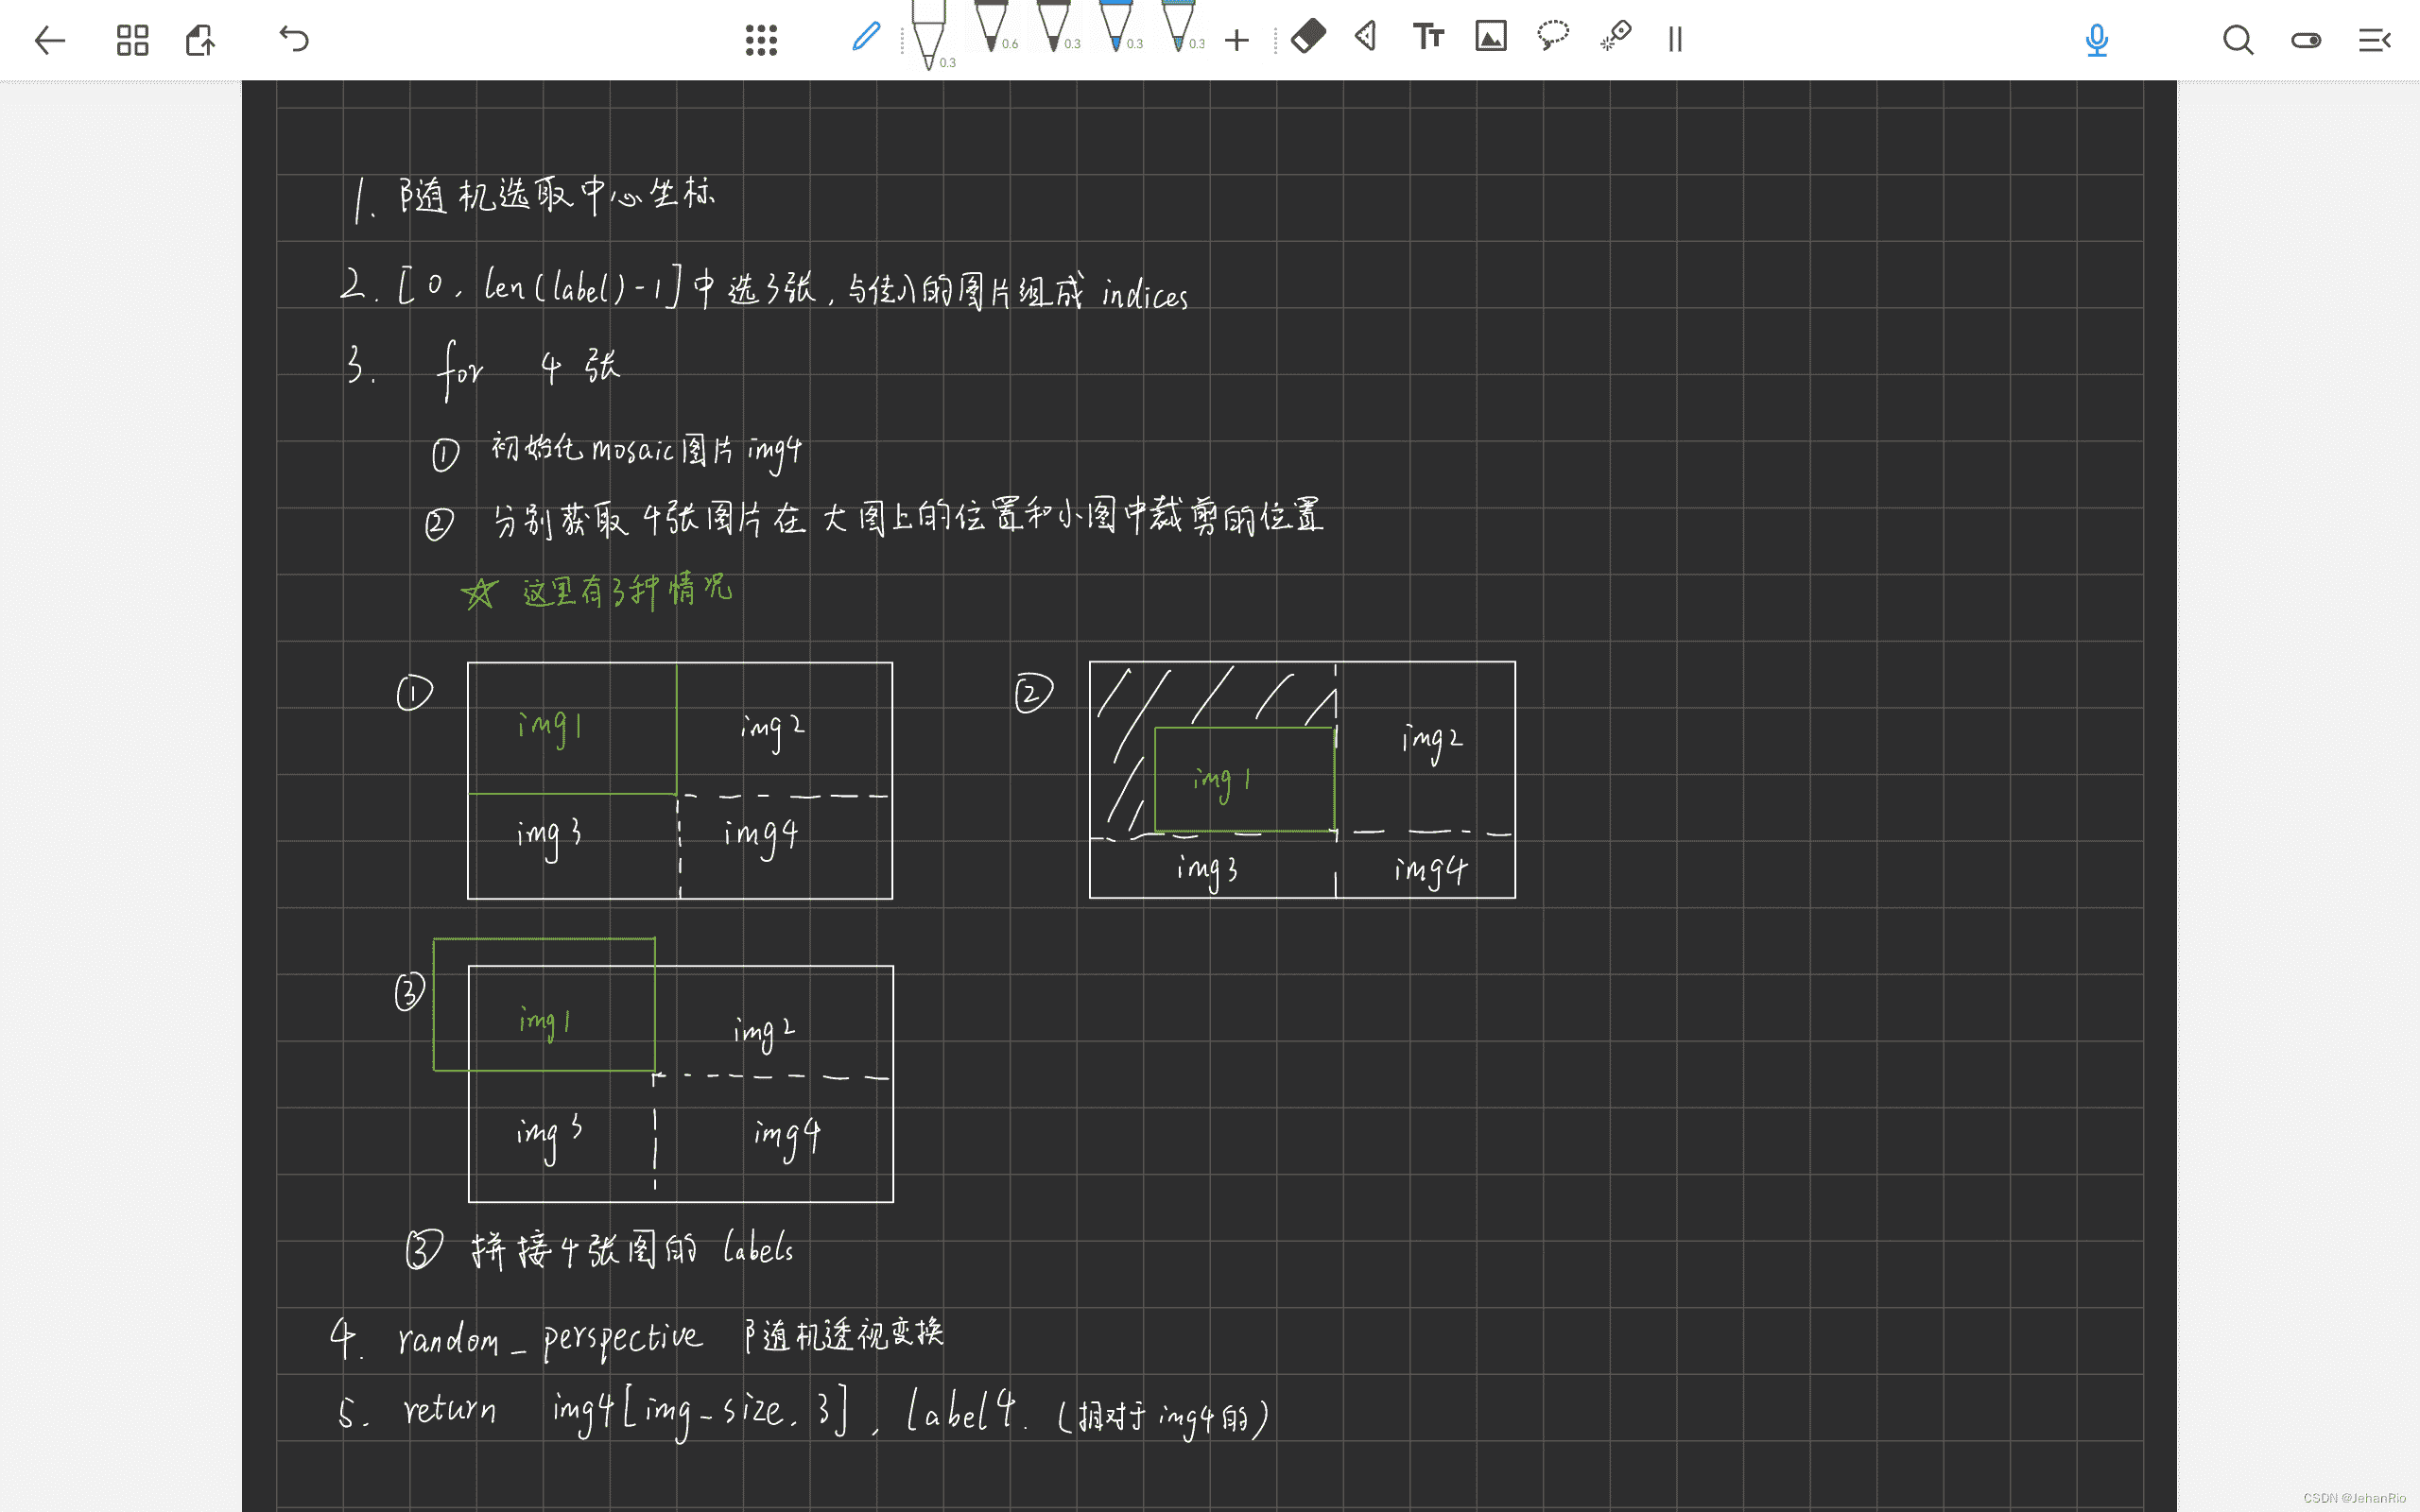 0.3 0.6 0.3 0.3 0.3
1. 随机选取中心坐标
2. [0, len(label)-1]中选3张, 与传入的图片组成 indices
3. for 4张
① 初始化mosaic图片 img4
② 分别获取 4张图片在 大图上的位置和小图中裁剪的位置
☆ 这里有3种情况
①
img1 img2
img3 img4
②
img1 img2
img3 img4
③
img1 img2
img3 img4
③ 拼接4张图的 labels
4. random_perspective 随机透视变换
5. return img4[img_size, 3], label4. (相对于img4的)
CSDN @JehanRio